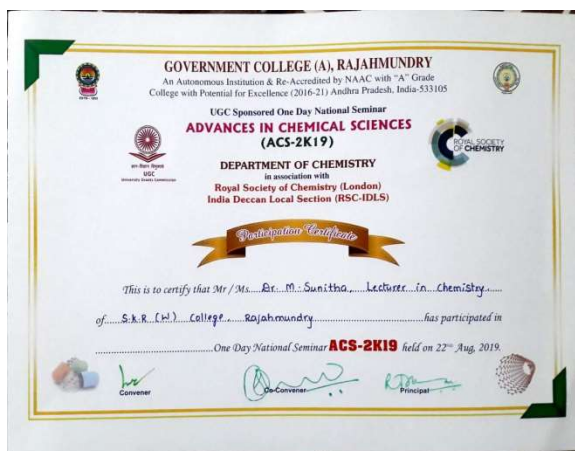 GOVERNMENT COLLEGE (A), RAJAHMUNDRY
An Autonomous Institution & Re-Accredited by NAAC with "A" Grade
College with Potential for Excellence (2016-21) Andhra Pradesh, India-533105
UGC Sponsored One Day National Seminar
ADVANCES IN CHEMICAL SCIENCES
(ACS-2K19)
ROYAL SOCIETY
OF CHEMISTRY
UGC
University Grants Commission
DEPARTMENT OF CHEMISTRY
in association with
Royal Society of Chemistry (London)
India Deccan Local Section (RSC-IDLS)
Participation Certificate
This is to certify that Mr / Ms. Dr. M. Sunitha, Lecturer in Chemistry
of S.K.R (W) College, Rajahmundry has participated in
One Day National Seminar ACS-2K19 held on 22nd Aug, 2019.
Convener
Co-Convener
Principal